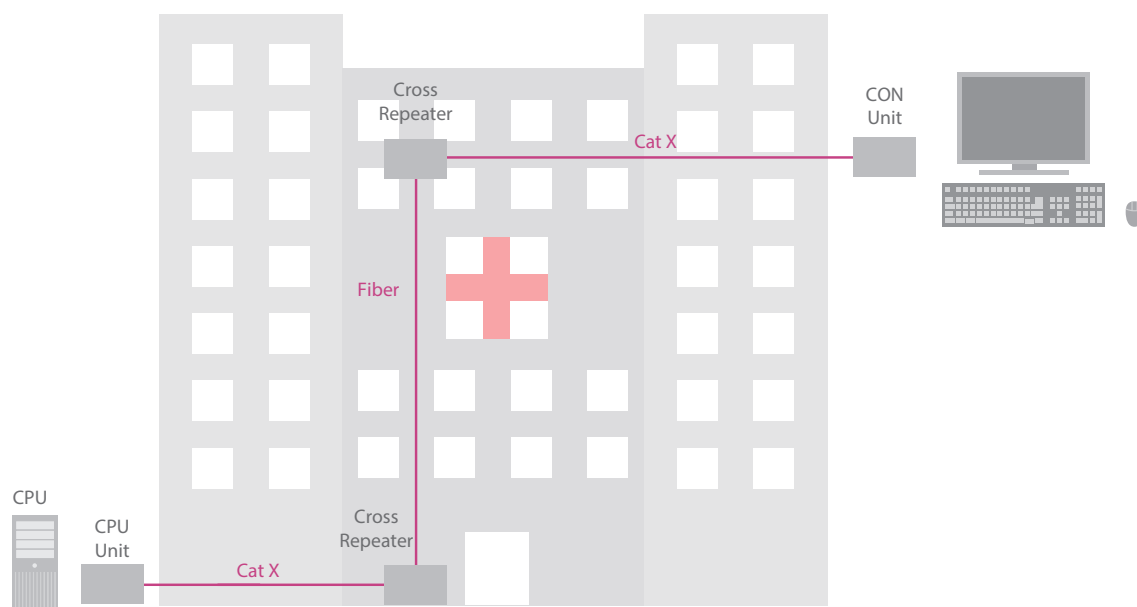 Cross
Repeater
CON
Unit
Cat X
Fiber
CPU
CPU
Unit
Cross
Repeater
Cat X